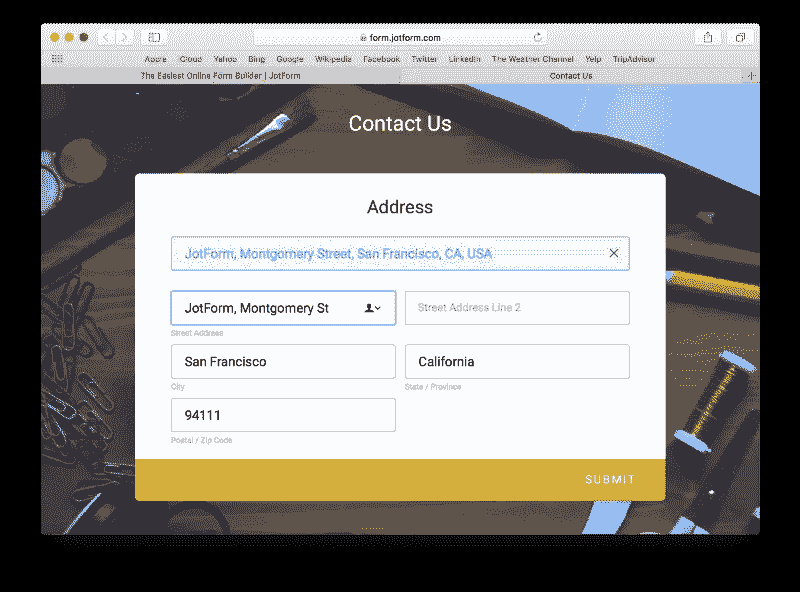 form.jotform.com
Apple iCloud Yahoo Bing Google Wikipedia Facebook Twitter LinkedIn The Weather Channel Yelp TripAdvisor
The Easiest Online Form Builder | JotForm Contact Us
Contact Us
Address
JotForm, Montgomery Street, San Francisco, CA, USA
JotForm, Montgomery St Street Address Line 2
Street Address
San Francisco California
City State / Province
94111
Postal / Zip Code
SUBMIT